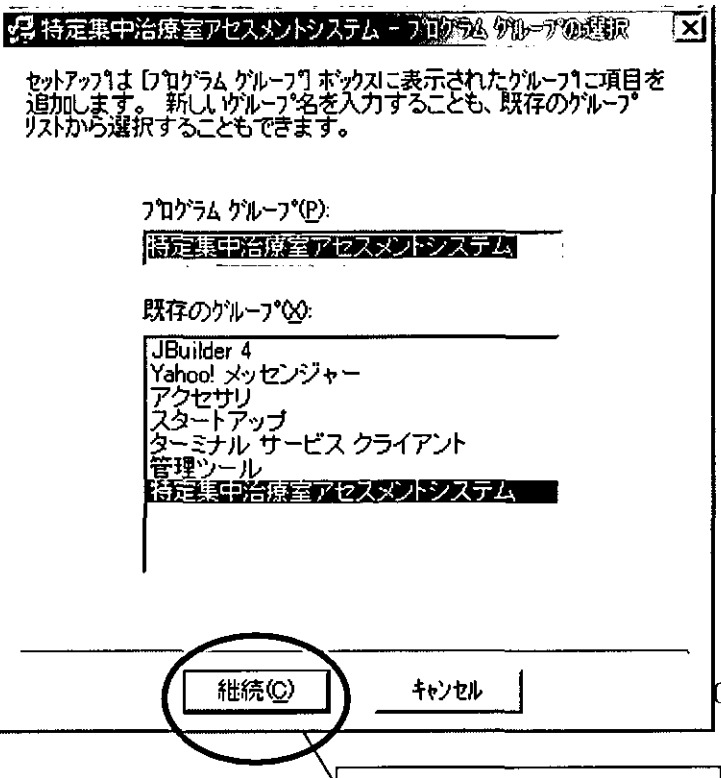 特定集中治療室アセスメントシステム - プログラム グループの選択
セットアップは [プログラム グループ] ボックスに表示されたグループに項目を
追加します。 新しいグループ名を入力することも、既存のグループ
リストから選択することもできます。
プログラム グループ(P):
特定集中治療室アセスメントシステム
既存のグループ(X):
JBuilder 4
Yahoo! メッセンジャー
アクセサリ
スタートアップ
ターミナル サービス クライアント
管理ツール
特定集中治療室アセスメントシステム
継続(C)
キャンセル